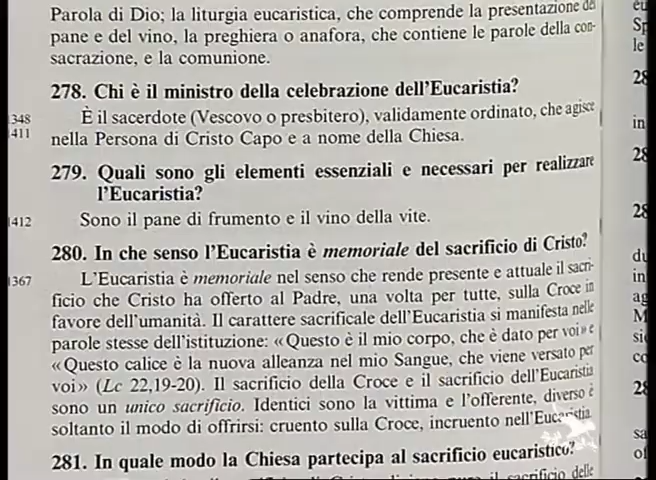 Parola di Dio; la liturgia eucaristica, che comprende la presentazione del
pane e del vino, la preghiera o anafora, che contiene le parole della con-
sacrazione, e la comunione.
278. Chi è il ministro della celebrazione dell'Eucaristia?
1348 È il sacerdote (Vescovo o presbitero), validamente ordinato, che agisce
1411 nella Persona di Cristo Capo e a nome della Chiesa.
279. Quali sono gli elementi essenziali e necessari per realizzare
l'Eucaristia?
1412 Sono il pane di frumento e il vino della vite.
280. In che senso l'Eucaristia è memoriale del sacrificio di Cristo?
1367 L'Eucaristia è memoriale nel senso che rende presente e attuale il sacri-
ficio che Cristo ha offerto al Padre, una volta per tutte, sulla Croce in
favore dell'umanità. Il carattere sacrificale dell'Eucaristia si manifesta nelle
parole stesse dell'istituzione: «Questo è il mio corpo, che è dato per voi» e
«Questo calice è la nuova alleanza nel mio Sangue, che viene versato per
voi» (Lc 22,19-20). Il sacrificio della Croce e il sacrificio dell'Eucaristia
sono un unico sacrificio. Identici sono la vittima e l'offerente, diverso è
soltanto il modo di offrirsi: cruento sulla Croce, incruento nell'Eucaristia.
281. In quale modo la Chiesa partecipa al sacrificio eucaristico?